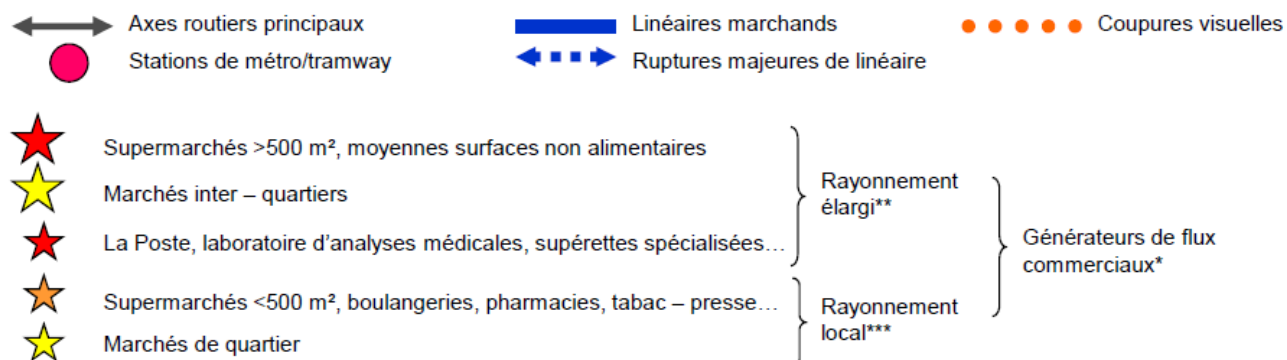 Axes routiers principaux
Linéaires marchands
Coupures visuelles
Stations de métro/tramway
Ruptures majeures de linéaire
Supermarchés >500 m², moyennes surfaces non alimentaires
Marchés inter – quartiers
La Poste, laboratoire d'analyses médicales, supérettes spécialisées…
Rayonnement
élargi**
Supermarchés <500 m², boulangeries, pharmacies, tabac – presse…
Marchés de quartier
Rayonnement
local***
Générateurs de flux
commerciaux*